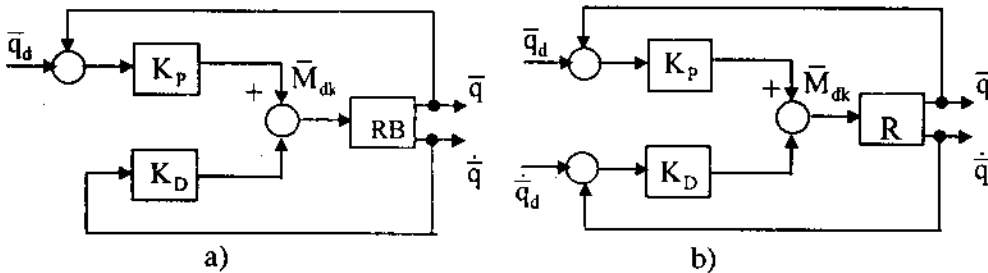 q̅d
Kp
+
M̅dk
RB
q̅
KD
q̅̇
a)
q̅d
Kp
+
M̅dk
R
q̅
q̅̇d
KD
q̅̇
b)